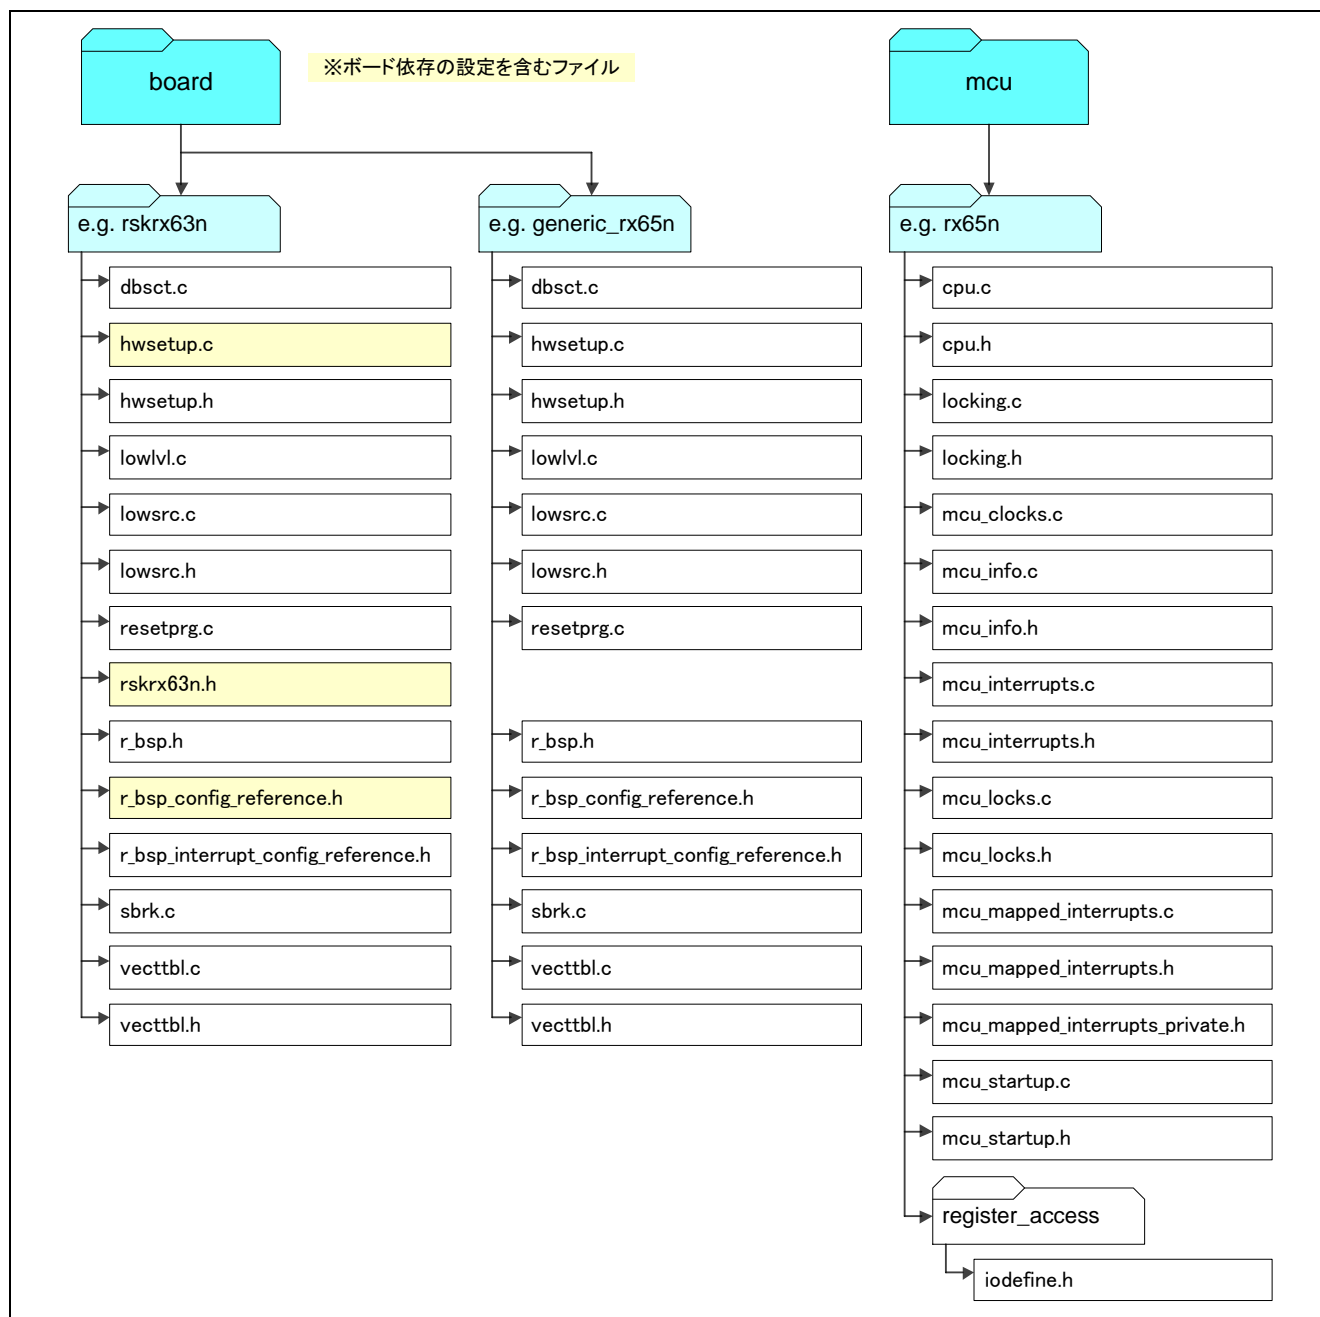 board
※ボード依存の設定を含むファイル
mcu
e.g. rskrx63n
dbsct.c
hwsetup.c
hwsetup.h
lowlvl.c
lowsrc.c
lowsrc.h
resetprg.c
rskrx63n.h
r_bsp.h
r_bsp_config_reference.h
r_bsp_interrupt_config_reference.h
sbrk.c
vecttbl.c
vecttbl.h
e.g. generic_rx65n
dbsct.c
hwsetup.c
hwsetup.h
lowlvl.c
lowsrc.c
lowsrc.h
resetprg.c
r_bsp.h
r_bsp_config_reference.h
r_bsp_interrupt_config_reference.h
sbrk.c
vecttbl.c
vecttbl.h
e.g. rx65n
cpu.c
cpu.h
locking.c
locking.h
mcu_clocks.c
mcu_info.c
mcu_info.h
mcu_interrupts.c
mcu_interrupts.h
mcu_locks.c
mcu_locks.h
mcu_mapped_interrupts.c
mcu_mapped_interrupts.h
mcu_mapped_interrupts_private.h
mcu_startup.c
mcu_startup.h
register_access
iodefine.h